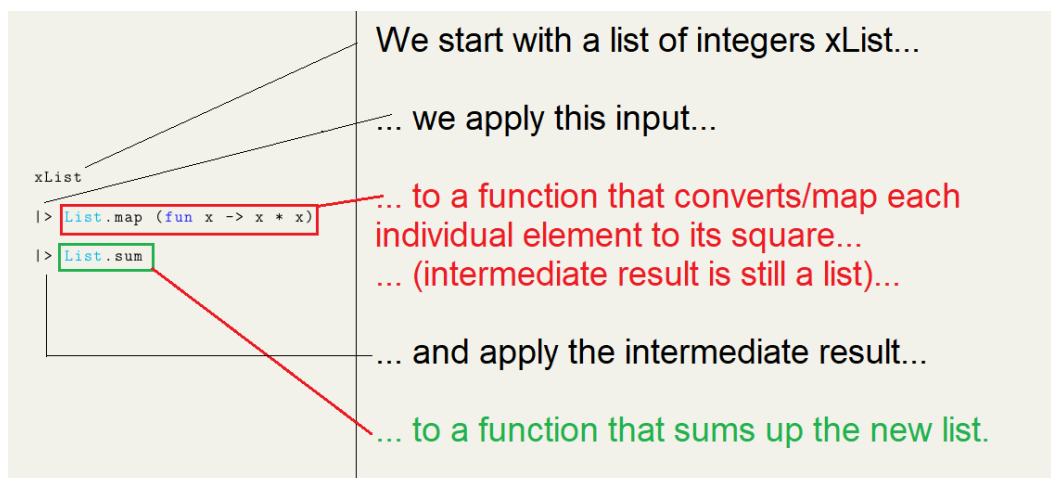 xList
|> List.map (fun x -> x * x)
|> List.sum
We start with a list of integers xList...
... we apply this input...
... to a function that converts/map each
individual element to its square...
... (intermediate result is still a list)...
... and apply the intermediate result...
... to a function that sums up the new list.